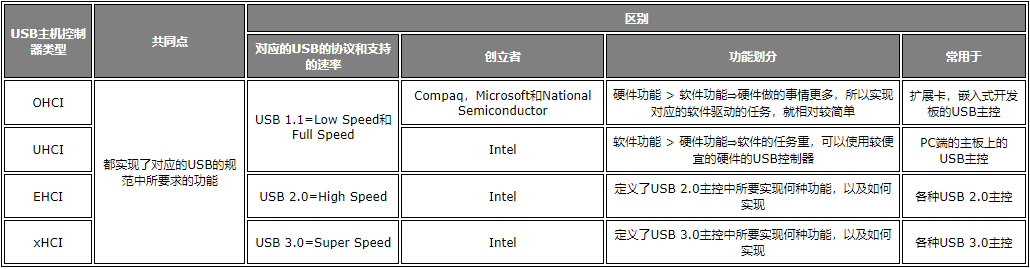 USB主机控制
器类型
共同点
区别
对应的USB的协议和支持
的速率
创立者
功能划分
常用于
OHCI
都实现了对应的USB的规
范中所要求的功能
USB 1.1=Low Speed和
Full Speed
Compaq，Microsoft和National
Semiconductor
硬件功能 > 软件功能⇒硬件做的事情更多，所以实现
对应的软件驱动的任务，就相对较简单
扩展卡，嵌入式开发
板的USB主控
UHCI
Intel
软件功能 > 硬件功能⇒软件的任务重，可以使用较便
宜的硬件的USB控制器
PC端的主板上的
USB主控
EHCI
USB 2.0=High Speed
Intel
定义了USB 2.0主控中所要实现何种功能，以及如何
实现
各种USB 2.0主控
xHCI
USB 3.0=Super Speed
Intel
定义了USB 3.0主控中所要实现何种功能，以及如何
实现
各种USB 3.0主控